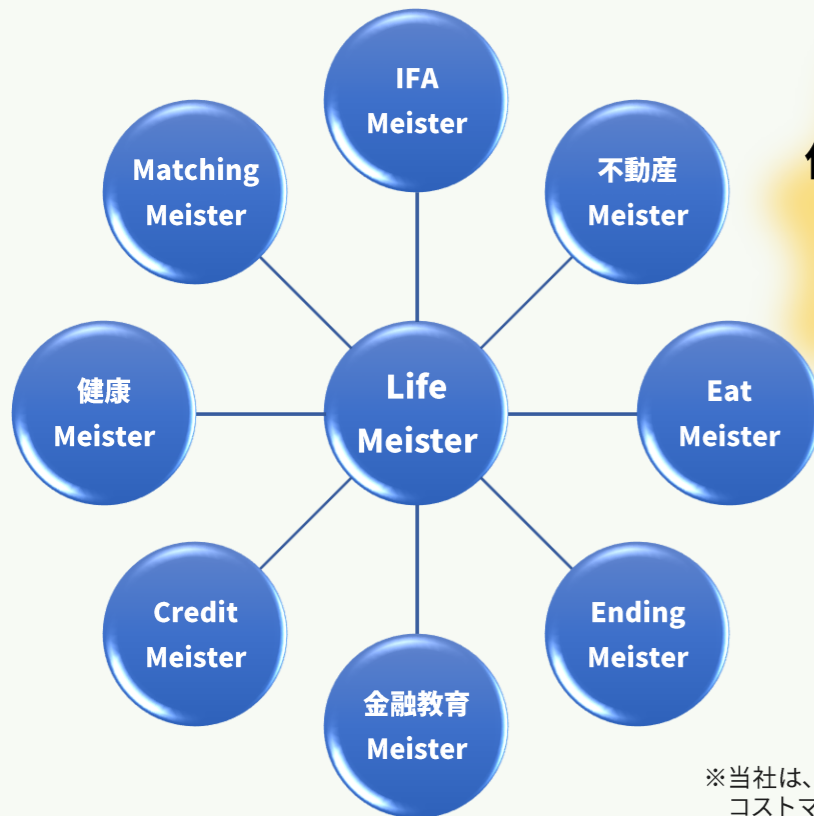 IFA
Meister
Matching
Meister
不動産
Meister
健康
Meister
Life
Meister
Eat
Meister
Credit
Meister
Ending
Meister
金融教育
Meister
※当社は、
コストマ